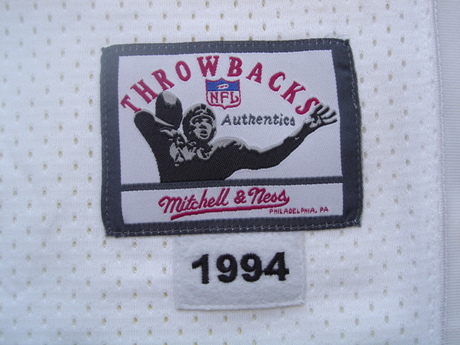 THROWBACKS
NFL
Authentics
Mitchell & Ness
PHILADELPHIA, PA
1994